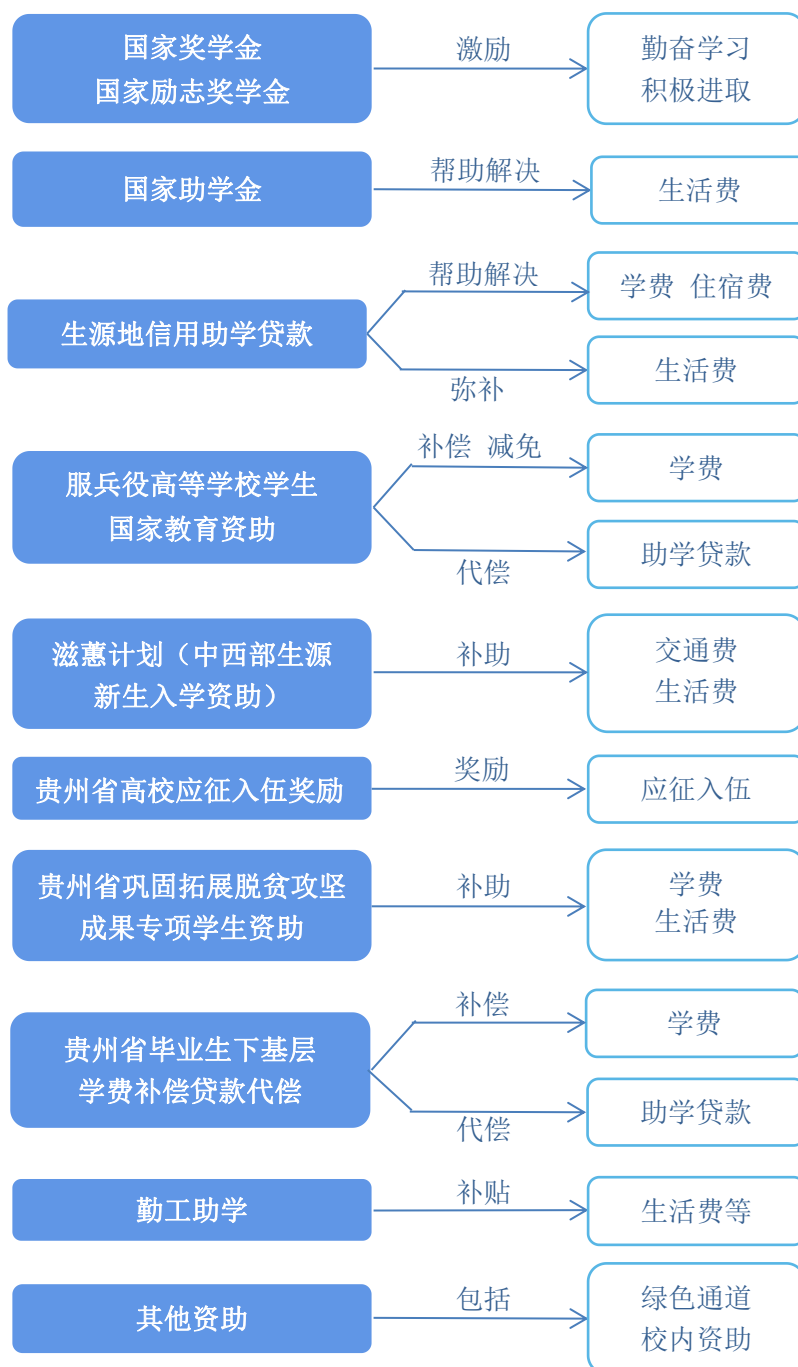 国家奖学金
国家励志奖学金
激励
勤奋学习
积极进取
国家助学金
帮助解决
生活费
生源地信用助学贷款
帮助解决
学费 住宿费
弥补
生活费
服兵役高等学校学生
国家教育资助
补偿 减免
学费
代偿
助学贷款
滋蕙计划（中西部生源
新生入学资助）
补助
交通费
生活费
贵州省高校应征入伍奖励
奖励
应征入伍
贵州省巩固拓展脱贫攻坚
成果专项学生资助
补助
学费
生活费
贵州省毕业生下基层
学费补偿贷款代偿
补偿
学费
代偿
助学贷款
勤工助学
补贴
生活费等
其他资助
包括
绿色通道
校内资助